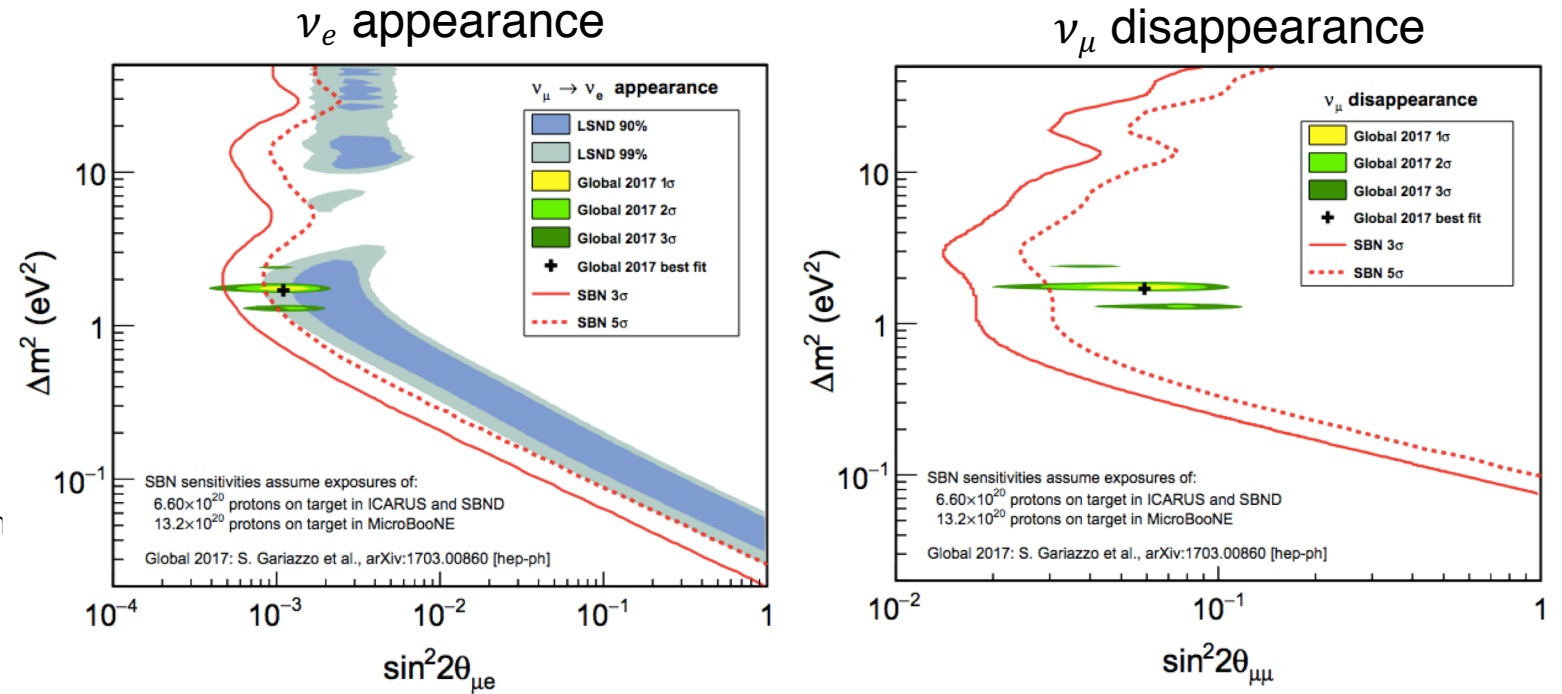 νₑ appearance
ν_μ disappearance
ν_μ → ν_e appearance
LSND 90%
LSND 99%
Global 2017 1σ
Global 2017 2σ
Global 2017 3σ
Global 2017 best fit
SBN 3σ
SBN 5σ
10
1
10⁻¹
Δm² (eV²)
SBN sensitivities assume exposures of:
6.60×10²⁰ protons on target in ICARUS and SBND
13.2×10²⁰ protons on target in MicroBooNE
Global 2017: S. Gariazzo et al., arXiv:1703.00860 [hep-ph]
10⁻⁴ 10⁻³ 10⁻² 10⁻¹ 1
sin²2θ_μe
ν_μ disappearance
Global 2017 1σ
Global 2017 2σ
Global 2017 3σ
Global 2017 best fit
SBN 3σ
SBN 5σ
10
1
10⁻¹
Δm² (eV²)
SBN sensitivities assume exposures of:
6.60×10²⁰ protons on target in ICARUS and SBND
13.2×10²⁰ protons on target in MicroBooNE
Global 2017: S. Gariazzo et al., arXiv:1703.00860 [hep-ph]
10⁻² 10⁻¹ 1
sin²2θ_μμ